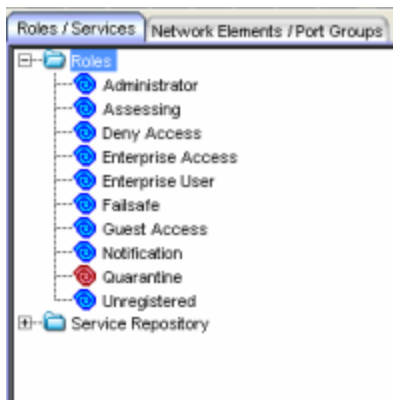 Roles / Services Network Elements / Port Groups
Roles
Administrator
Assessing
Deny Access
Enterprise Access
Enterprise User
Failsafe
Guest Access
Notification
Quarantine
Unregistered
Service Repository